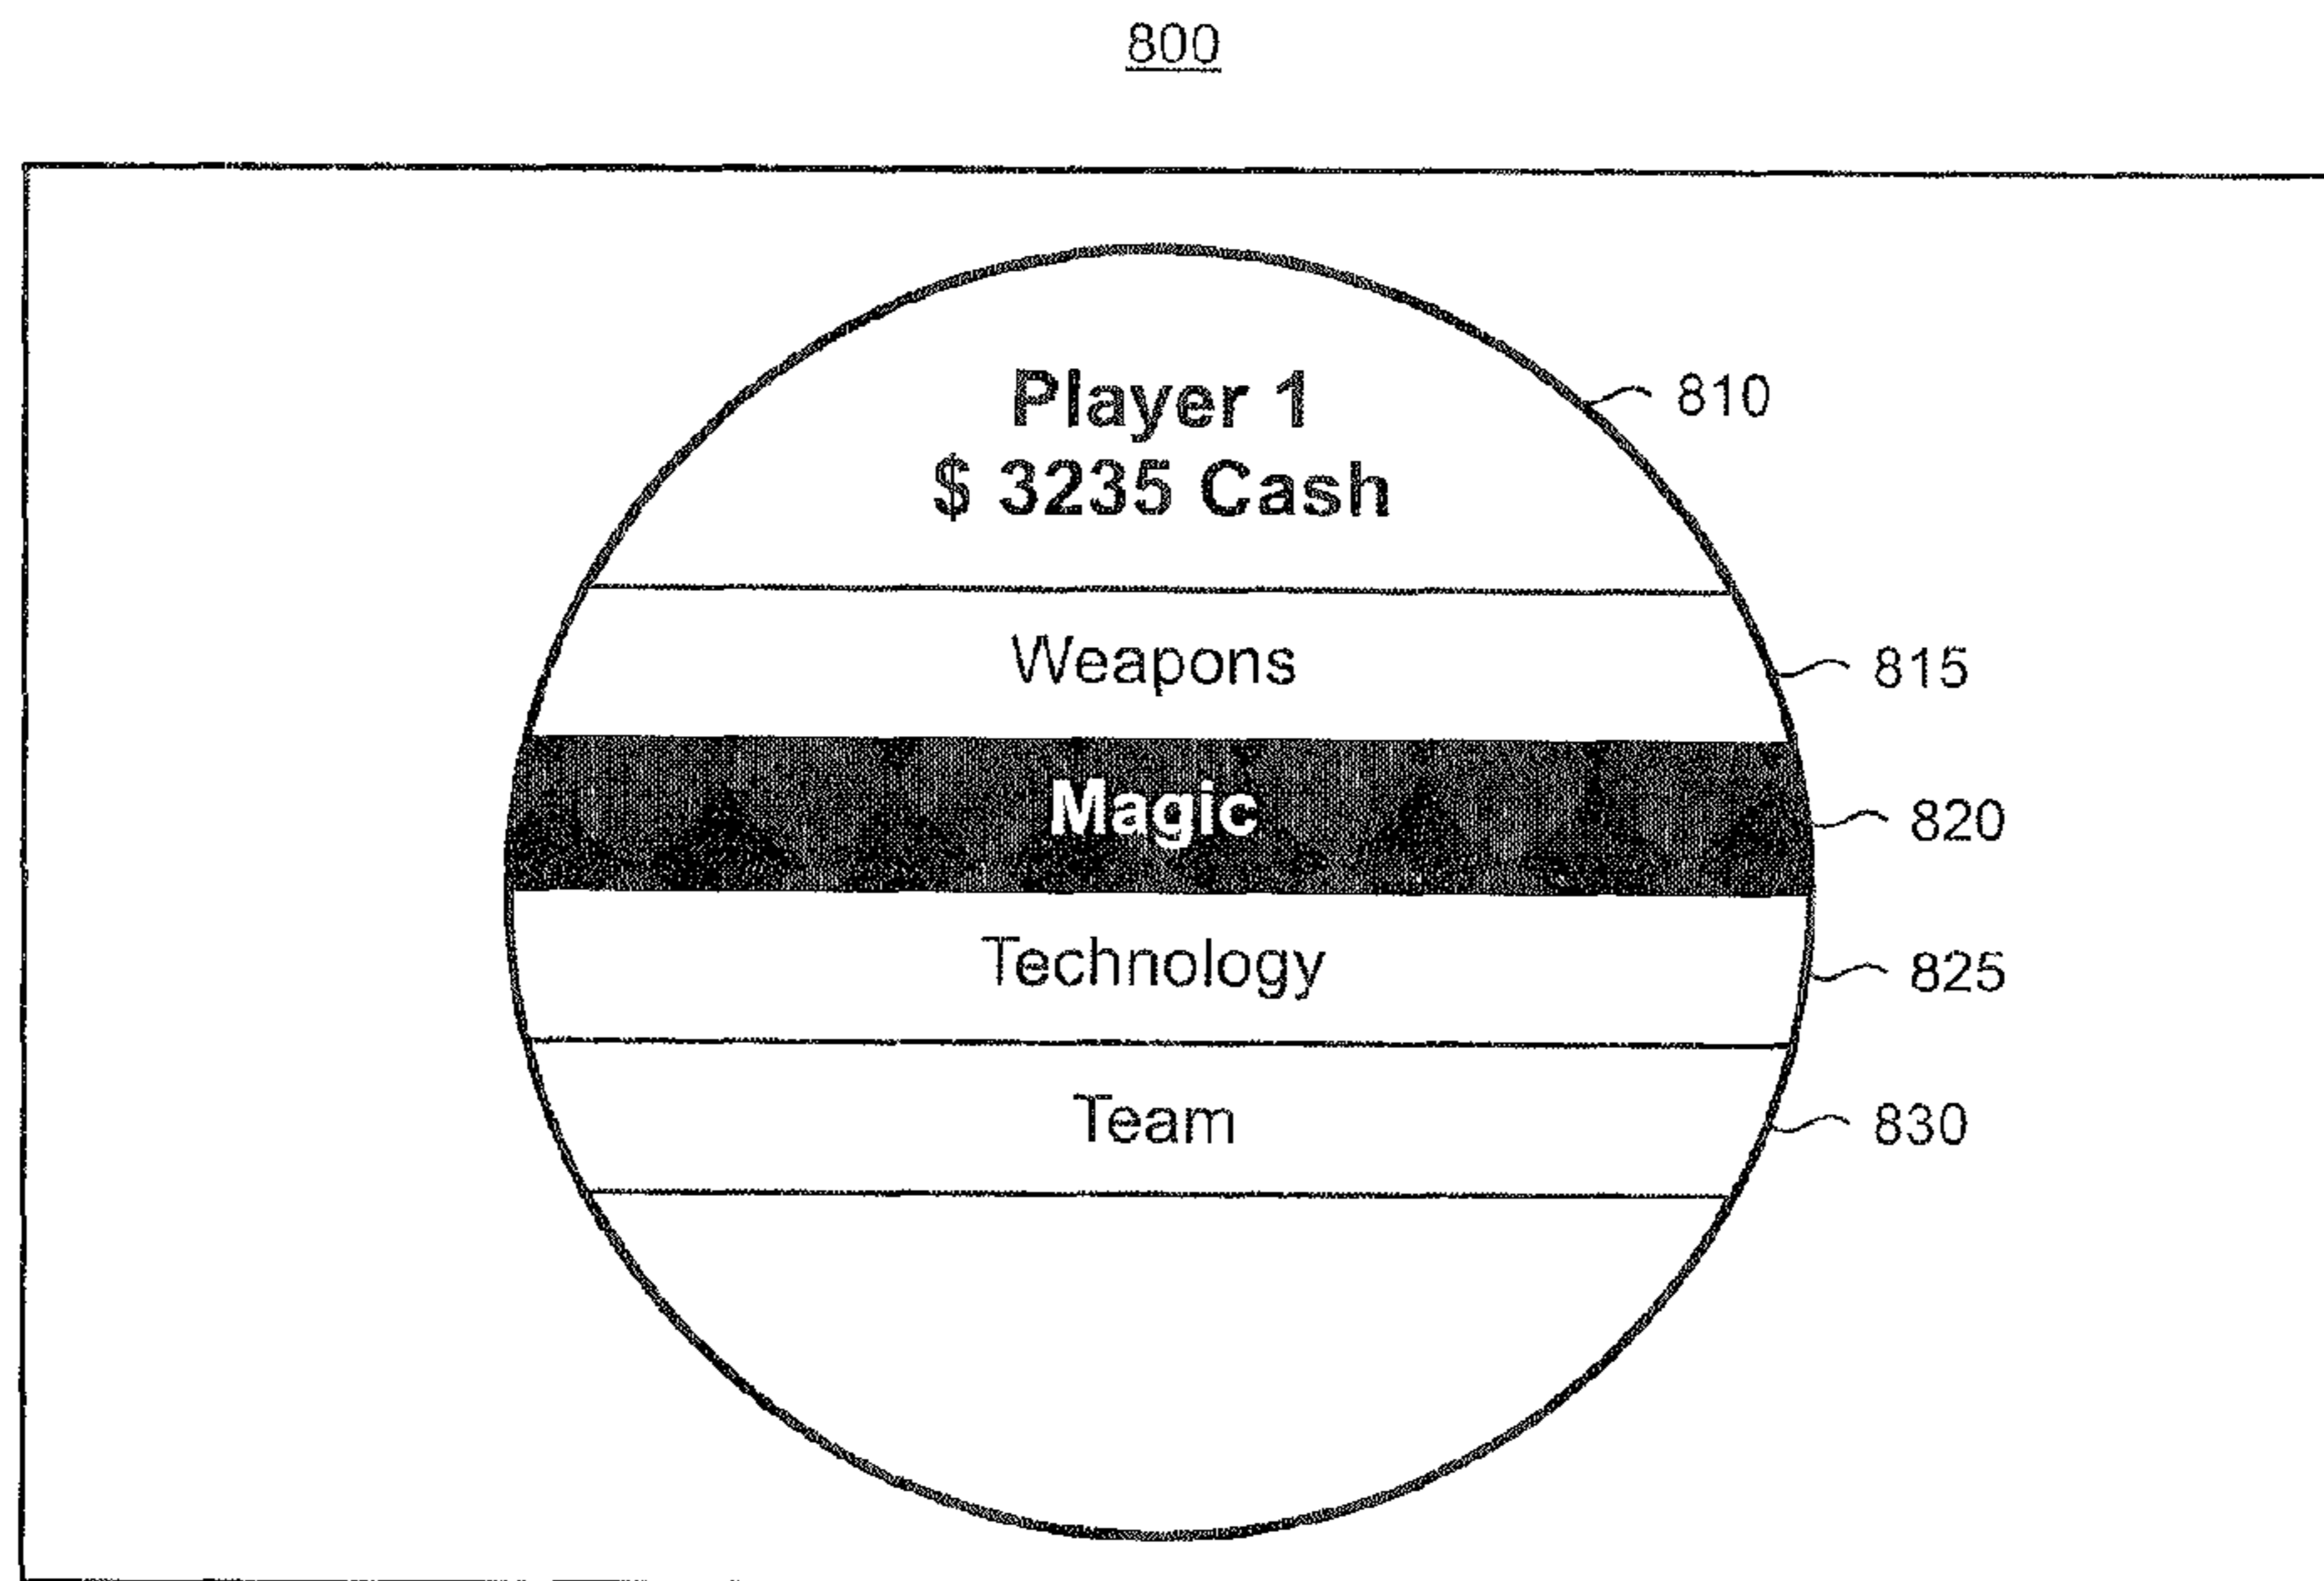 800
Player 1
810
$ 3235 Cash
Weapons
815
Magic
820
Technology
825
Team
830